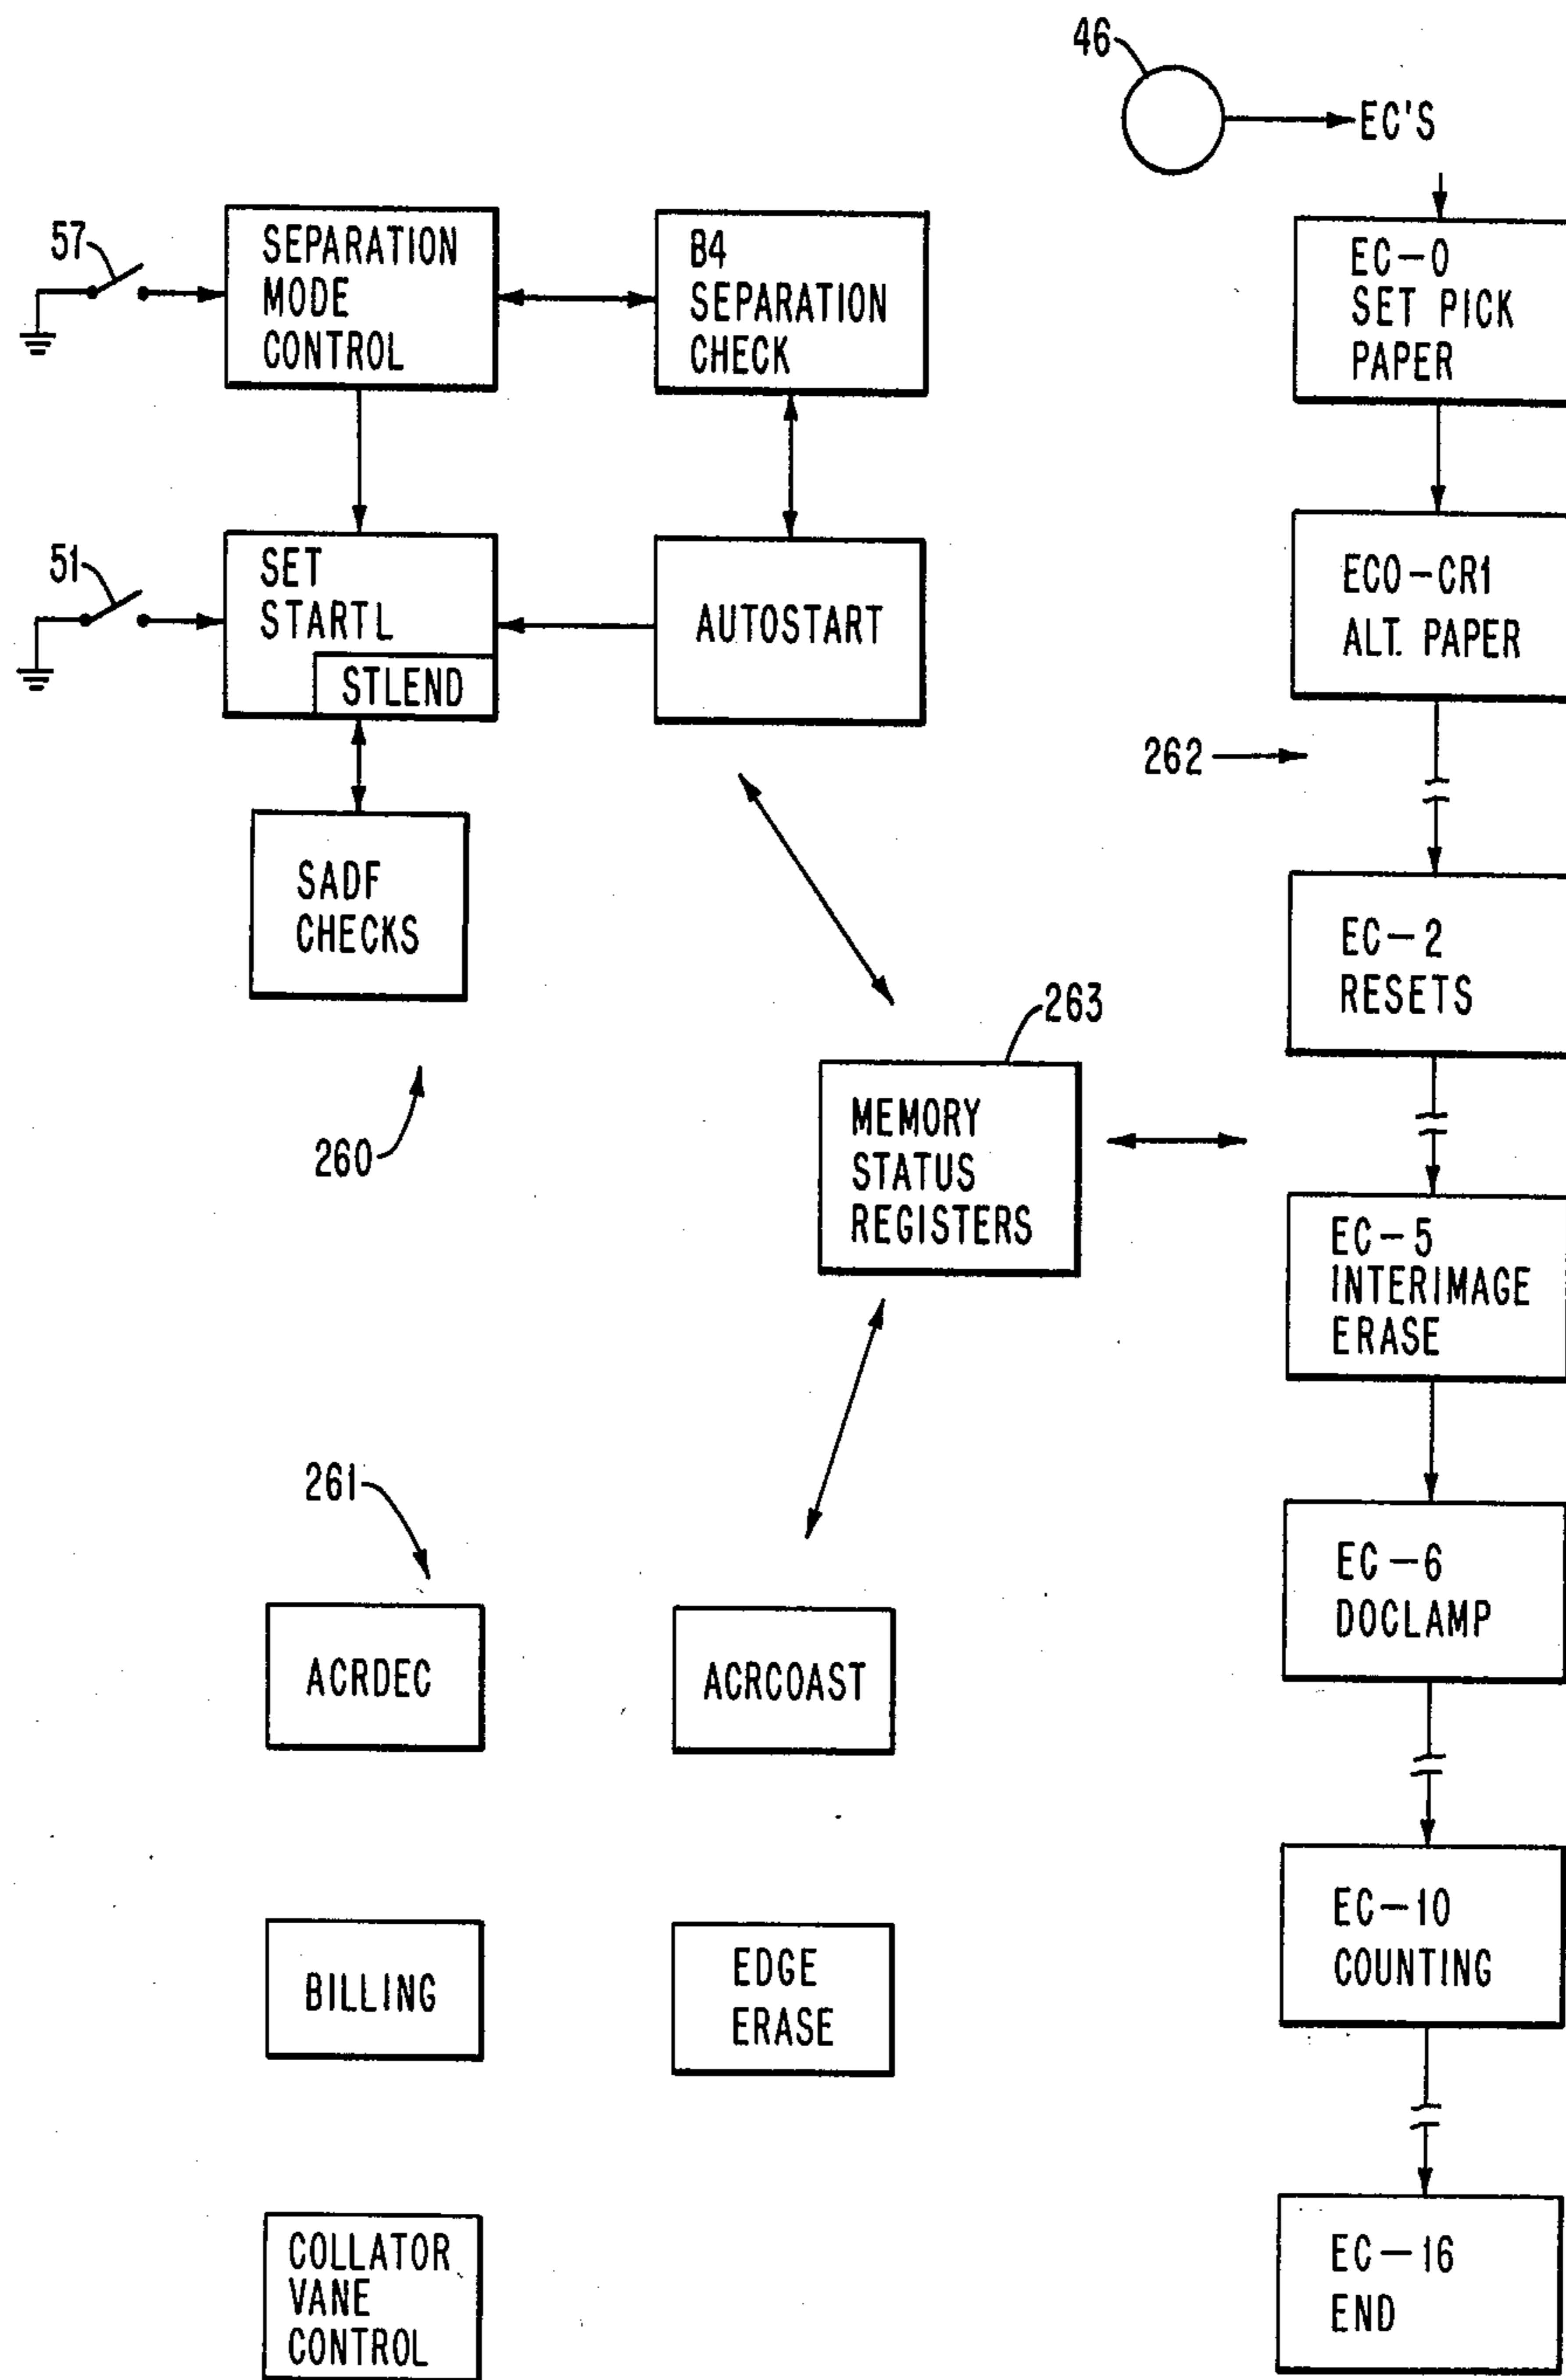 46
EC'S
57
SEPARATION
MODE
CONTROL
B4
SEPARATION
CHECK
EC-0
SET PICK
PAPER
51
SET
STARTL
STLEND
AUTOSTART
EC0-CR1
ALT. PAPER
262
SADF
CHECKS
EC-2
RESETS
260
263
MEMORY
STATUS
REGISTERS
EC-5
INTERIMAGE
ERASE
261
EC-6
DOCLAMP
ACRDEC
ACRCOAST
EC-10
COUNTING
BILLING
EDGE
ERASE
COLLATOR
VANE
CONTROL
EC-16
END